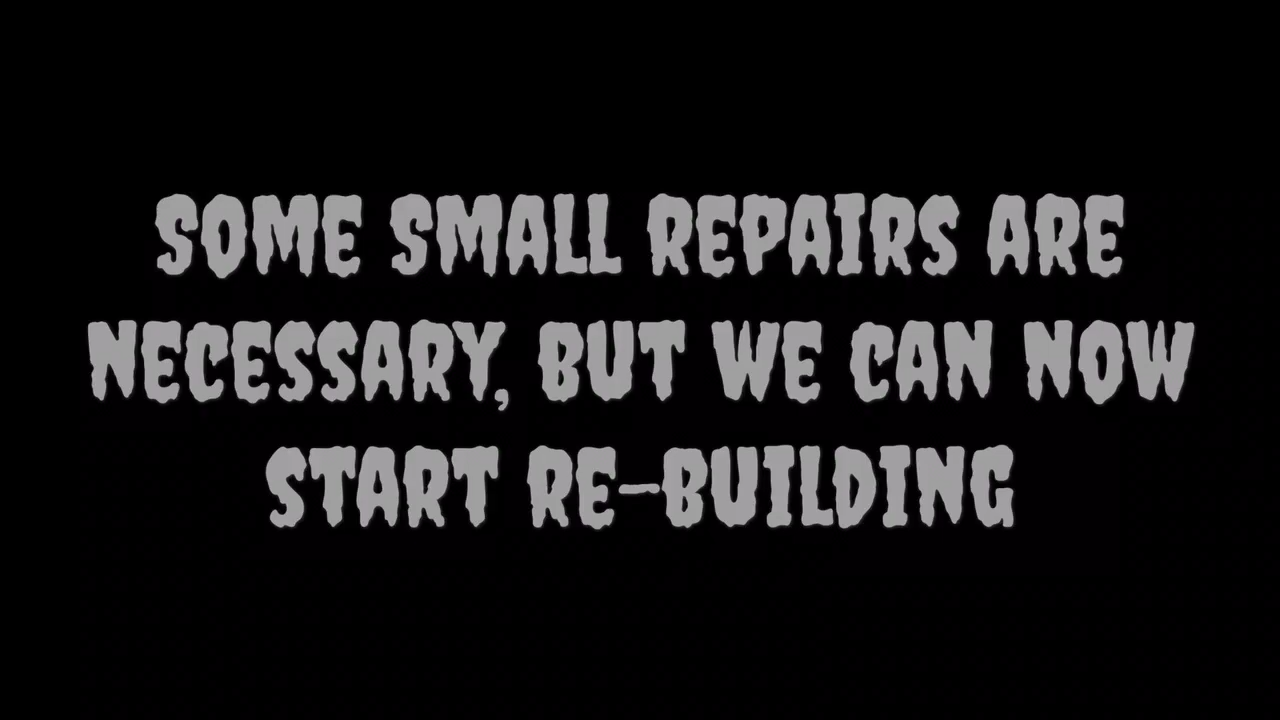 SOME SMALL REPAIRS ARE
NECESSARY, BUT WE CAN NOW
START RE-BUILDING